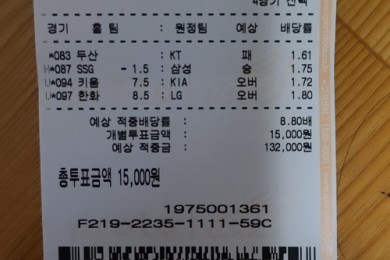 4경기 선택
경기 홈 팀 : 원정팀 예상 배당률
*083 두산 : KT 패 1.61
H*087 SSG - 1.5 : 삼성 승 1.75
U*094 키움 7.5 : KIA 오버 1.72
U*097 한화 8.5 : LG 오버 1.80
예상 적중배당률 : 8.80배
개별투표금액 : 15,000원
예상 적중금 : 132,000원
총투표금액 15,000원
1975001361
F219-2235-1111-59C